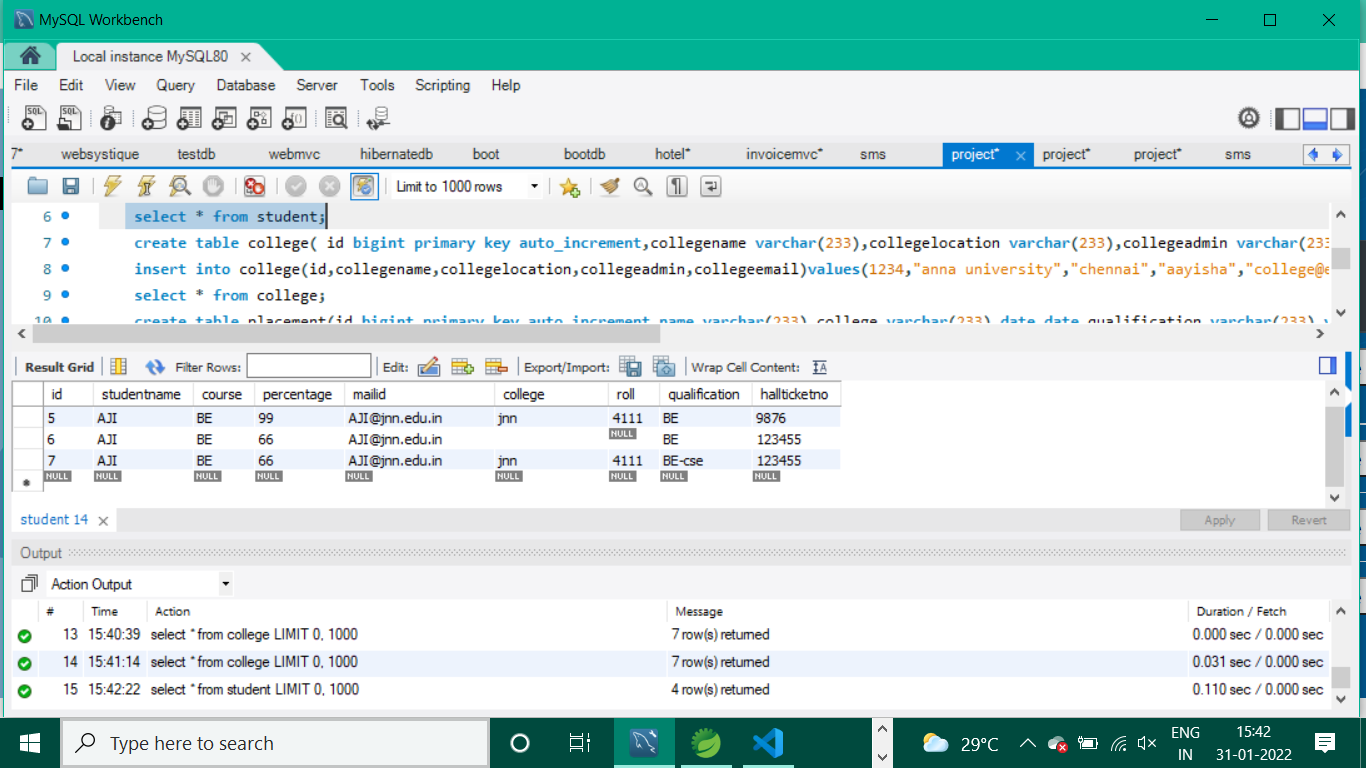 MySQL Workbench
Local instance MySQL80
File Edit View Query Database Server Tools Scripting Help
7* websystique testdb webmvc hibernatedb boot bootdb hotel* invoicemvc* sms project* project* project* sms
Limit to 1000 rows
6 select * from student;
7 create table college( id bigint primary key auto_increment,collegename varchar(233),collegelocation varchar(233),collegeadmin varchar(233
8 insert into college(id,collegename,collegelocation,collegeadmin,collegeemail)values(1234,"anna university","chennai","aayisha","college@e
9 select * from college;
10 create table placement(id bigint primary key auto_increment,name varchar(233),college varchar(233),date date,qualification varchar(233),
Result Grid Filter Rows: Edit: Export/Import: Wrap Cell Content:
id studentname course percentage mailid college roll qualification hallticketno
5 AJI BE 99 AJI@jnn.edu.in jnn 4111 BE 9876
6 AJI BE 66 AJI@jnn.edu.in NULL BE 123455
7 AJI BE 66 AJI@jnn.edu.in jnn 4111 BE-cse 123455
NULL NULL NULL NULL NULL NULL NULL NULL NULL
student 14
Apply Revert
Output
Action Output
# Time Action Message Duration / Fetch
13 15:40:39 select * from college LIMIT 0, 1000 7 row(s) returned 0.000 sec / 0.000 sec
14 15:41:14 select * from college LIMIT 0, 1000 7 row(s) returned 0.031 sec / 0.000 sec
15 15:42:22 select * from student LIMIT 0, 1000 4 row(s) returned 0.110 sec / 0.000 sec
Type here to search
29°C
ENG
IN
15:42
31-01-2022